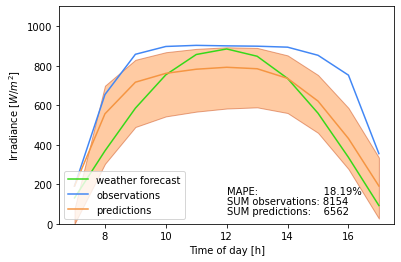 1000
800
600
400
200
0
Irradiance [W/m²]
weather forecast
observations
predictions
MAPE: 18.19%
SUM observations: 8154
SUM predictions: 6562
8 10 12 14 16
Time of day [h]